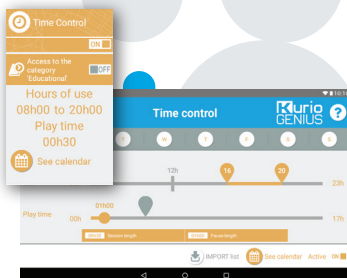 Time Control
ON
Access to the
category
'Educational'
OFF
Hours of use
08h00 to 20h00
Play time
00h30
See calendar
Time control
Kurio
GENIUS
?
T
W
T
F
S
S
12h
16
20
23h
Play time
00h
01h00
17h
Session length
Pause length
IMPORT list
See calendar
Active
ON